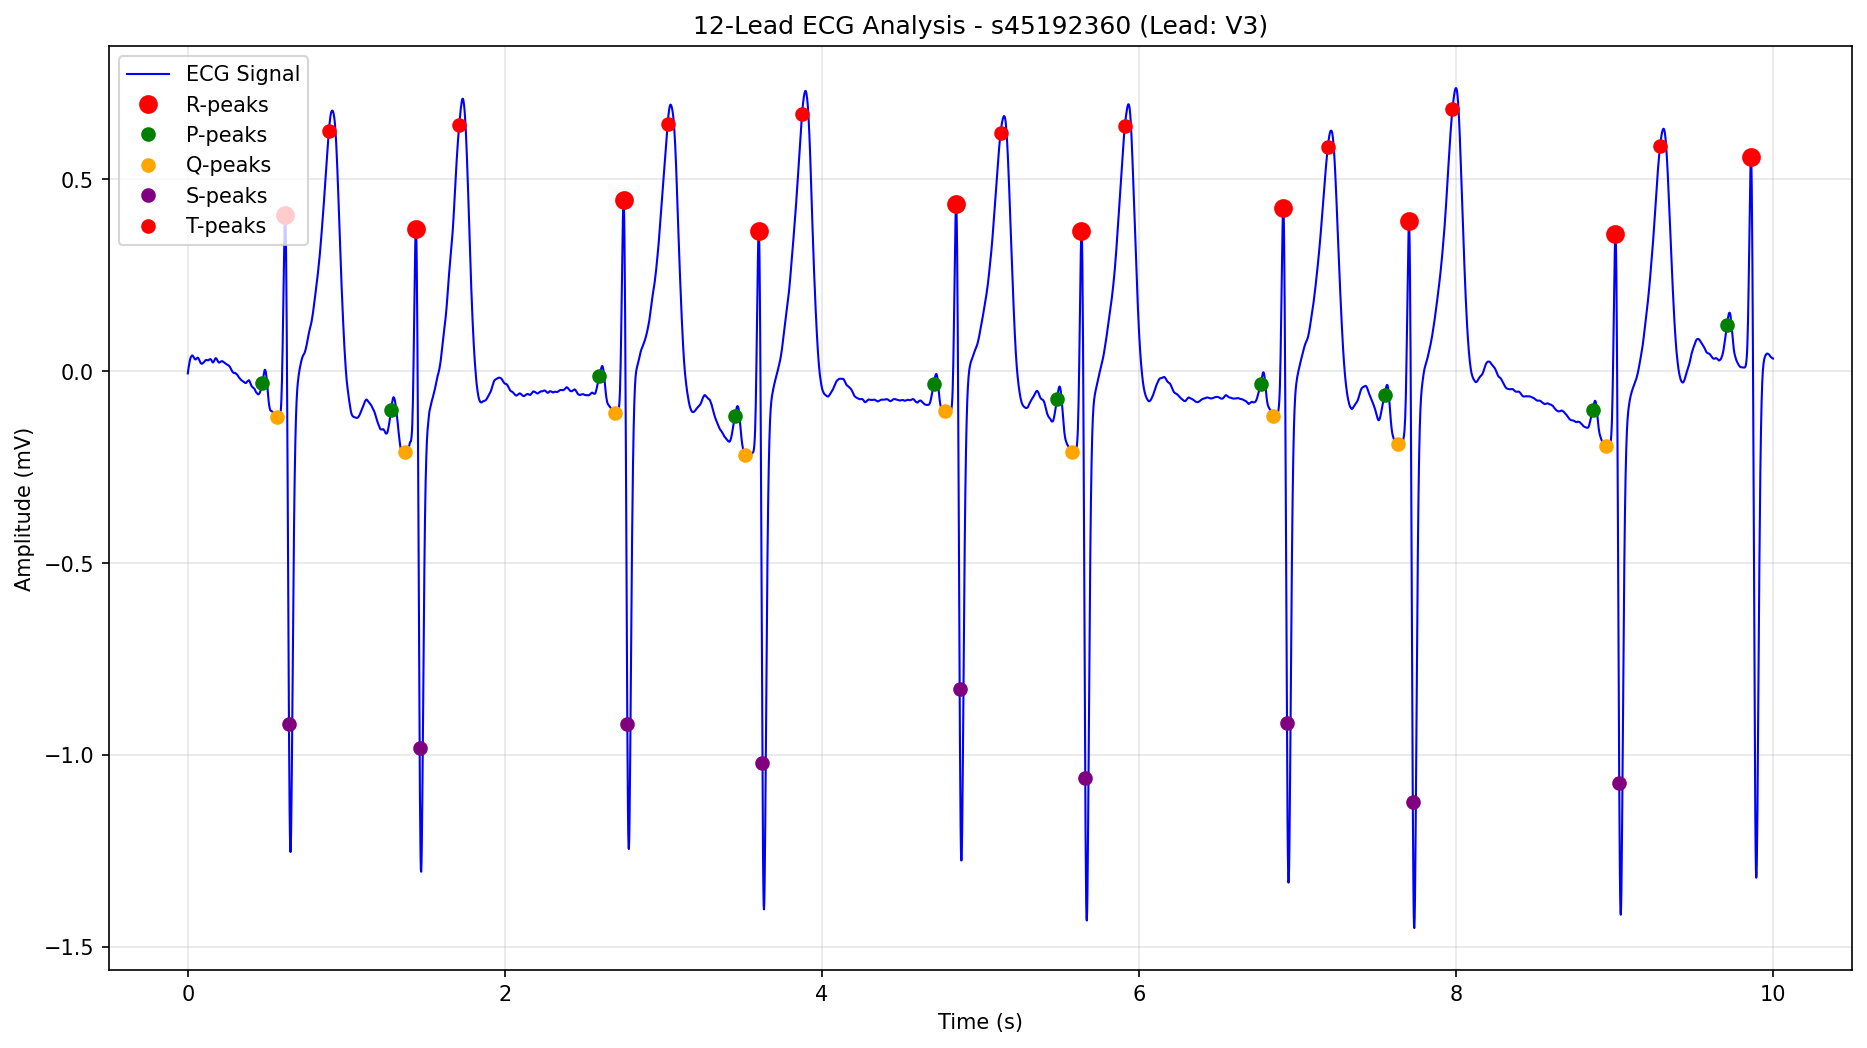 12-Lead ECG Analysis - s45192360 (Lead: V3)
ECG Signal
R-peaks
P-peaks
Q-peaks
S-peaks
T-peaks
Amplitude (mV)
0.5
0.0
−0.5
−1.0
−1.5
0
2
4
6
8
10
Time (s)